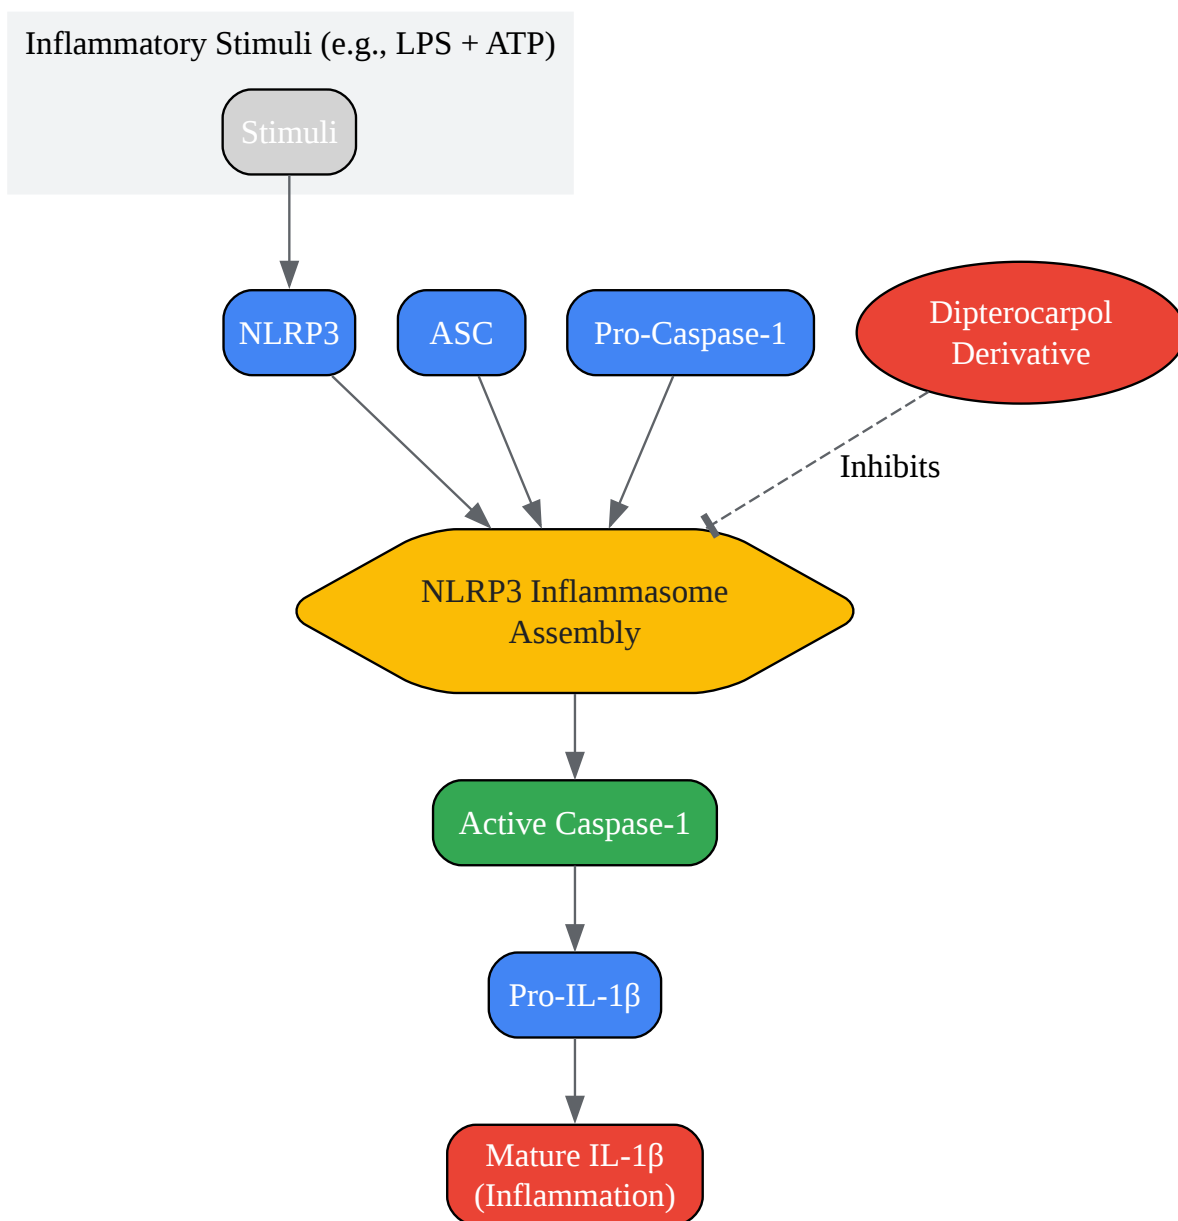 Inflammatory Stimuli (e.g., LPS + ATP)
Stimuli
NLRP3
ASC
Pro-Caspase-1
Dipterocarpol
Derivative
Inhibits
NLRP3 Inflammasome
Assembly
Active Caspase-1
Pro-IL-1β
Mature IL-1β
(Inflammation)